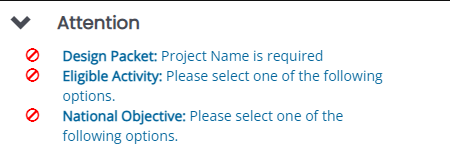 Attention
Design Packet: Project Name is required
Eligible Activity: Please select one of the following
options.
National Objective: Please select one of the
following options.